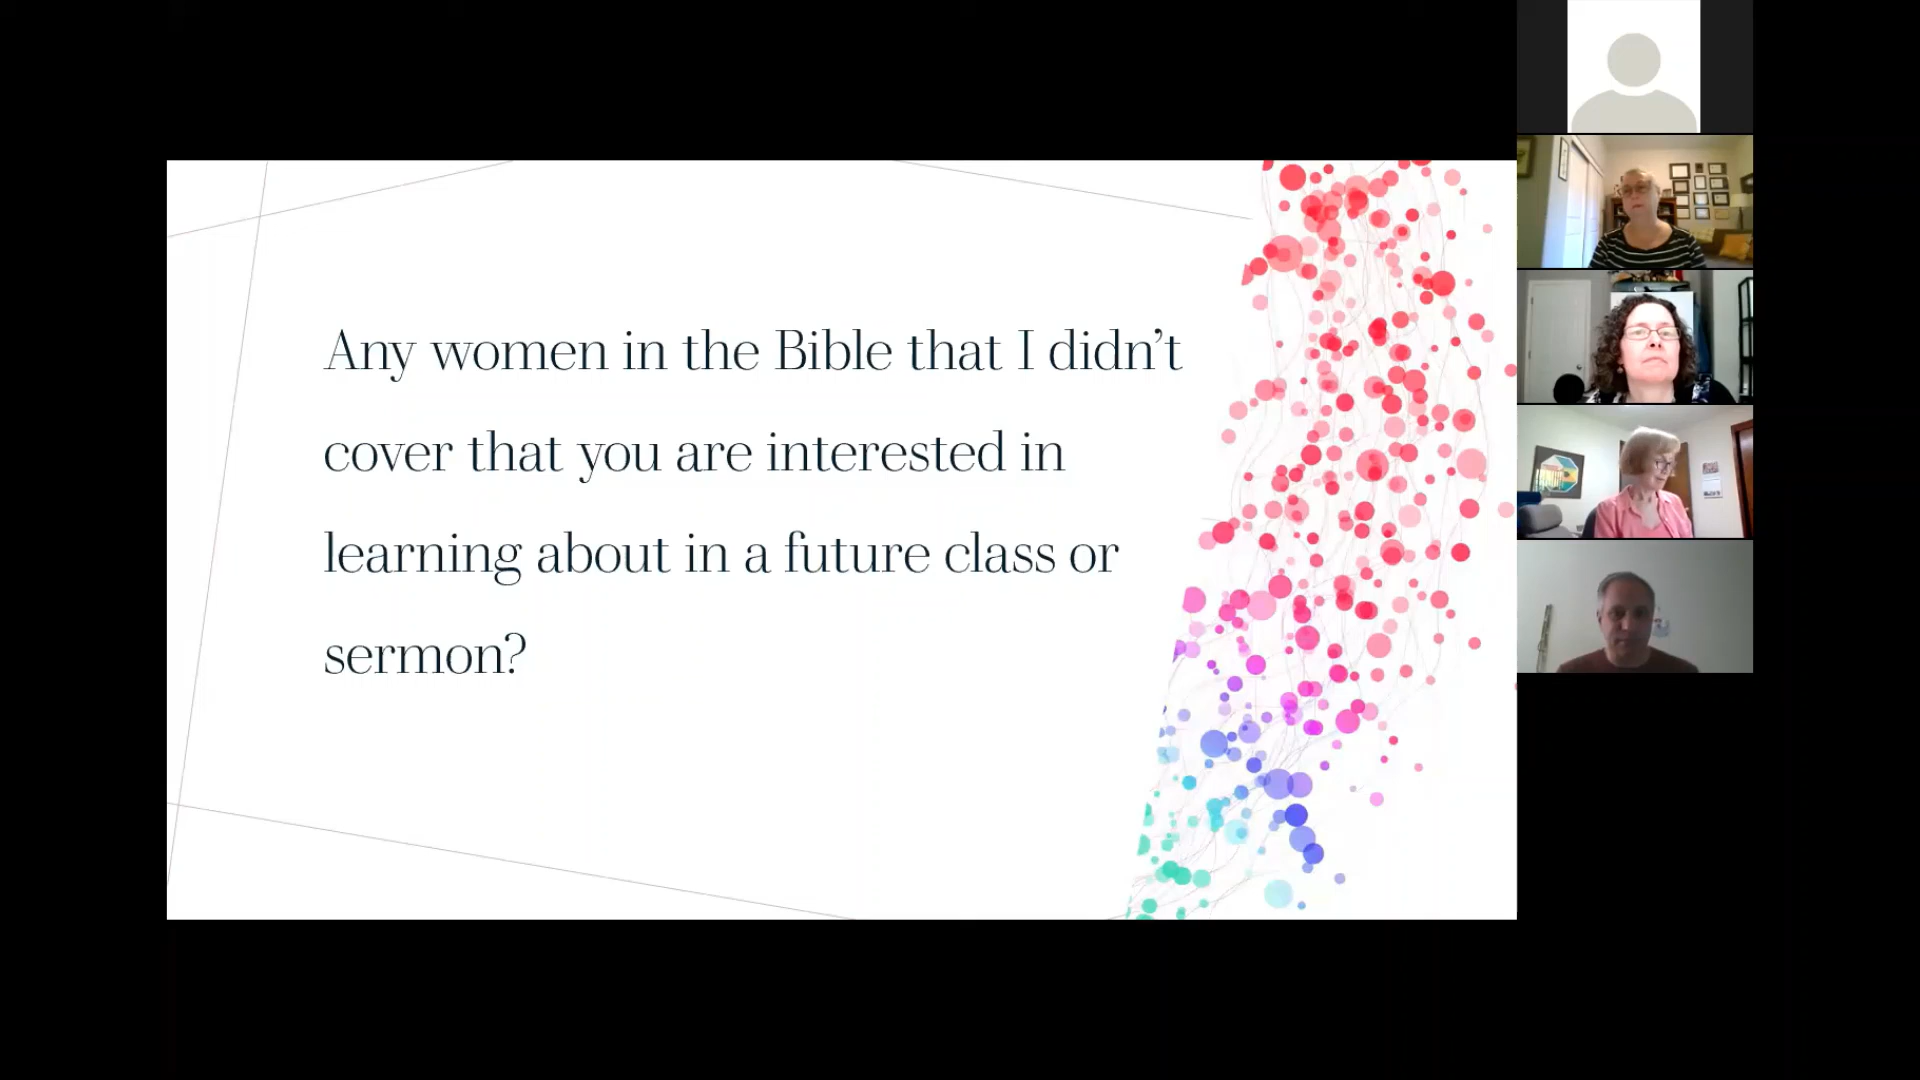 Any women in the Bible that I didn’t
cover that you are interested in
learning about in a future class or
sermon?